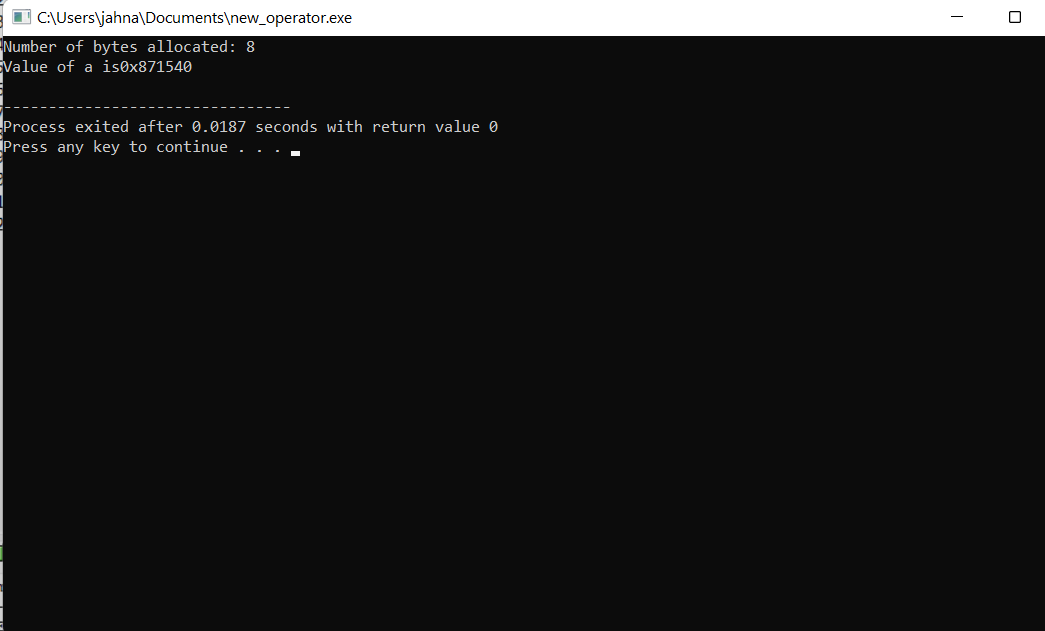 C:\Users\jahna\Documents\new_operator.exe
Number of bytes allocated: 8
Value of a is0x871540
--------------------------------
Process exited after 0.0187 seconds with return value 0
Press any key to continue . . .